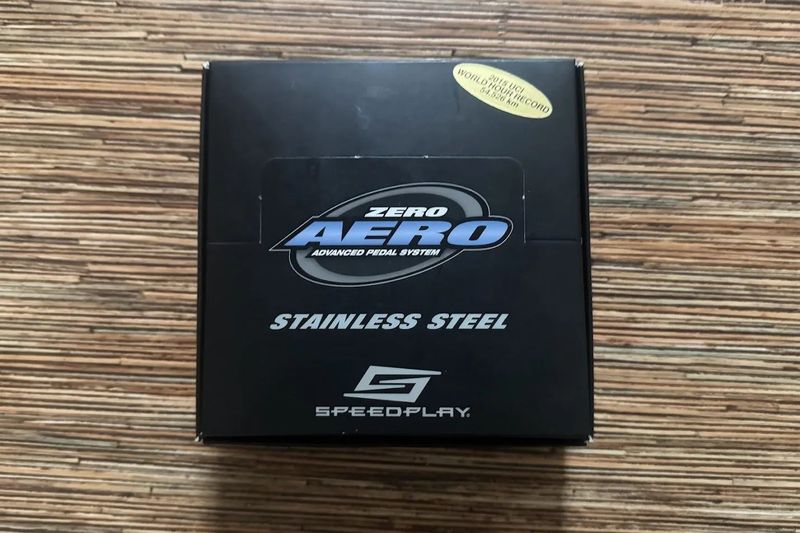 2015 UCI
WORLD HOUR RECORD
54.526 km
ZERO
AERO
ADVANCED PEDAL SYSTEM
STAINLESS STEEL
SPEEDPLAY®